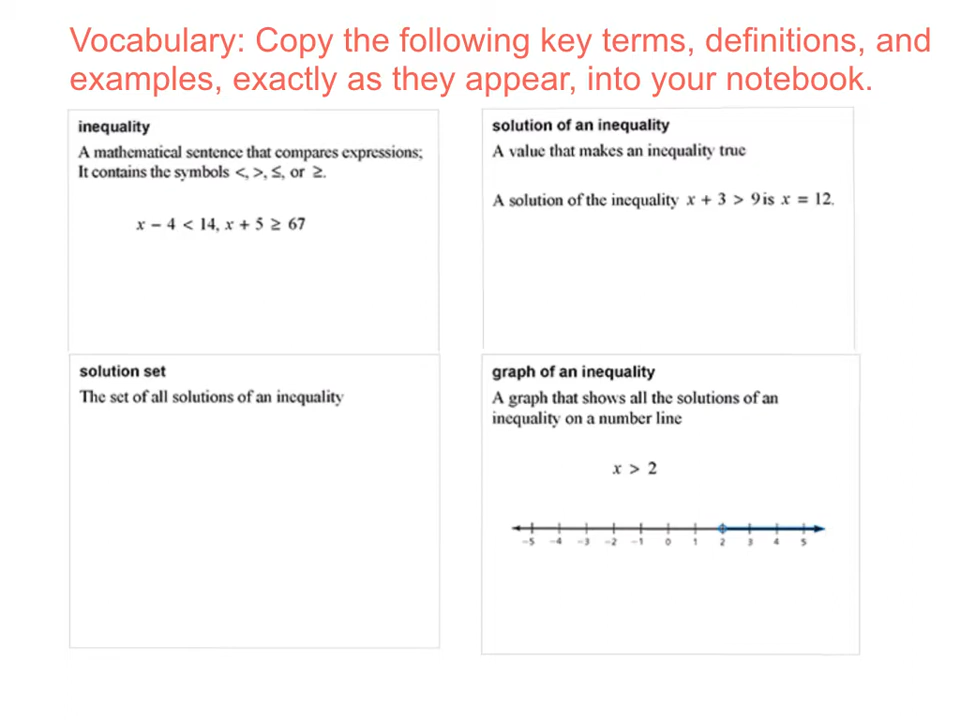 Vocabulary: Copy the following key terms, definitions, and
examples, exactly as they appear, into your notebook.
inequality
A mathematical sentence that compares expressions;
It contains the symbols <, >, ≤, or ≥.
x − 4 < 14, x + 5 ≥ 67
solution of an inequality
A value that makes an inequality true
A solution of the inequality x + 3 > 9 is x = 12.
solution set
The set of all solutions of an inequality
graph of an inequality
A graph that shows all the solutions of an
inequality on a number line
x > 2
−5 −4 −3 −2 −1 0 1 2 3 4 5